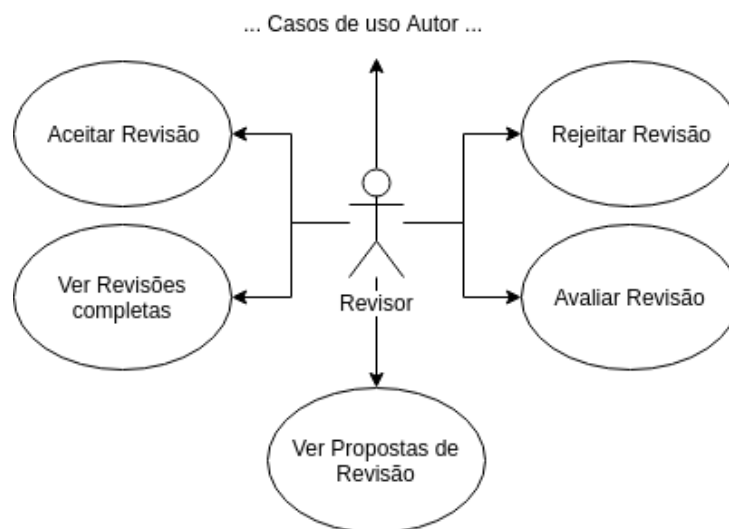 ... Casos de uso Autor ...
Aceitar Revisão
Rejeitar Revisão
Ver Revisões
completas
Revisor
Avaliar Revisão
Ver Propostas de
Revisão